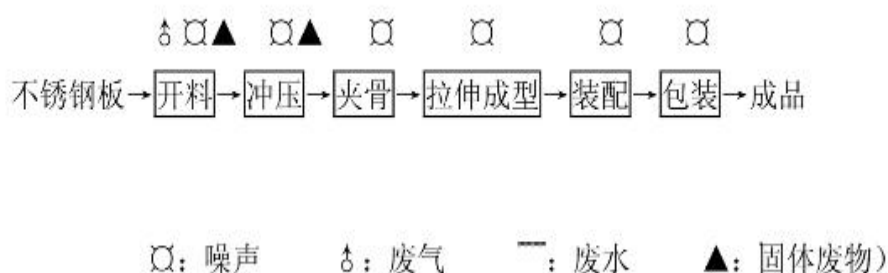 不锈钢板→开料→冲压→夹骨→拉伸成型→装配→包装→成品
¤：噪声 ♂：废气 —：废水 ▲：固体废物）